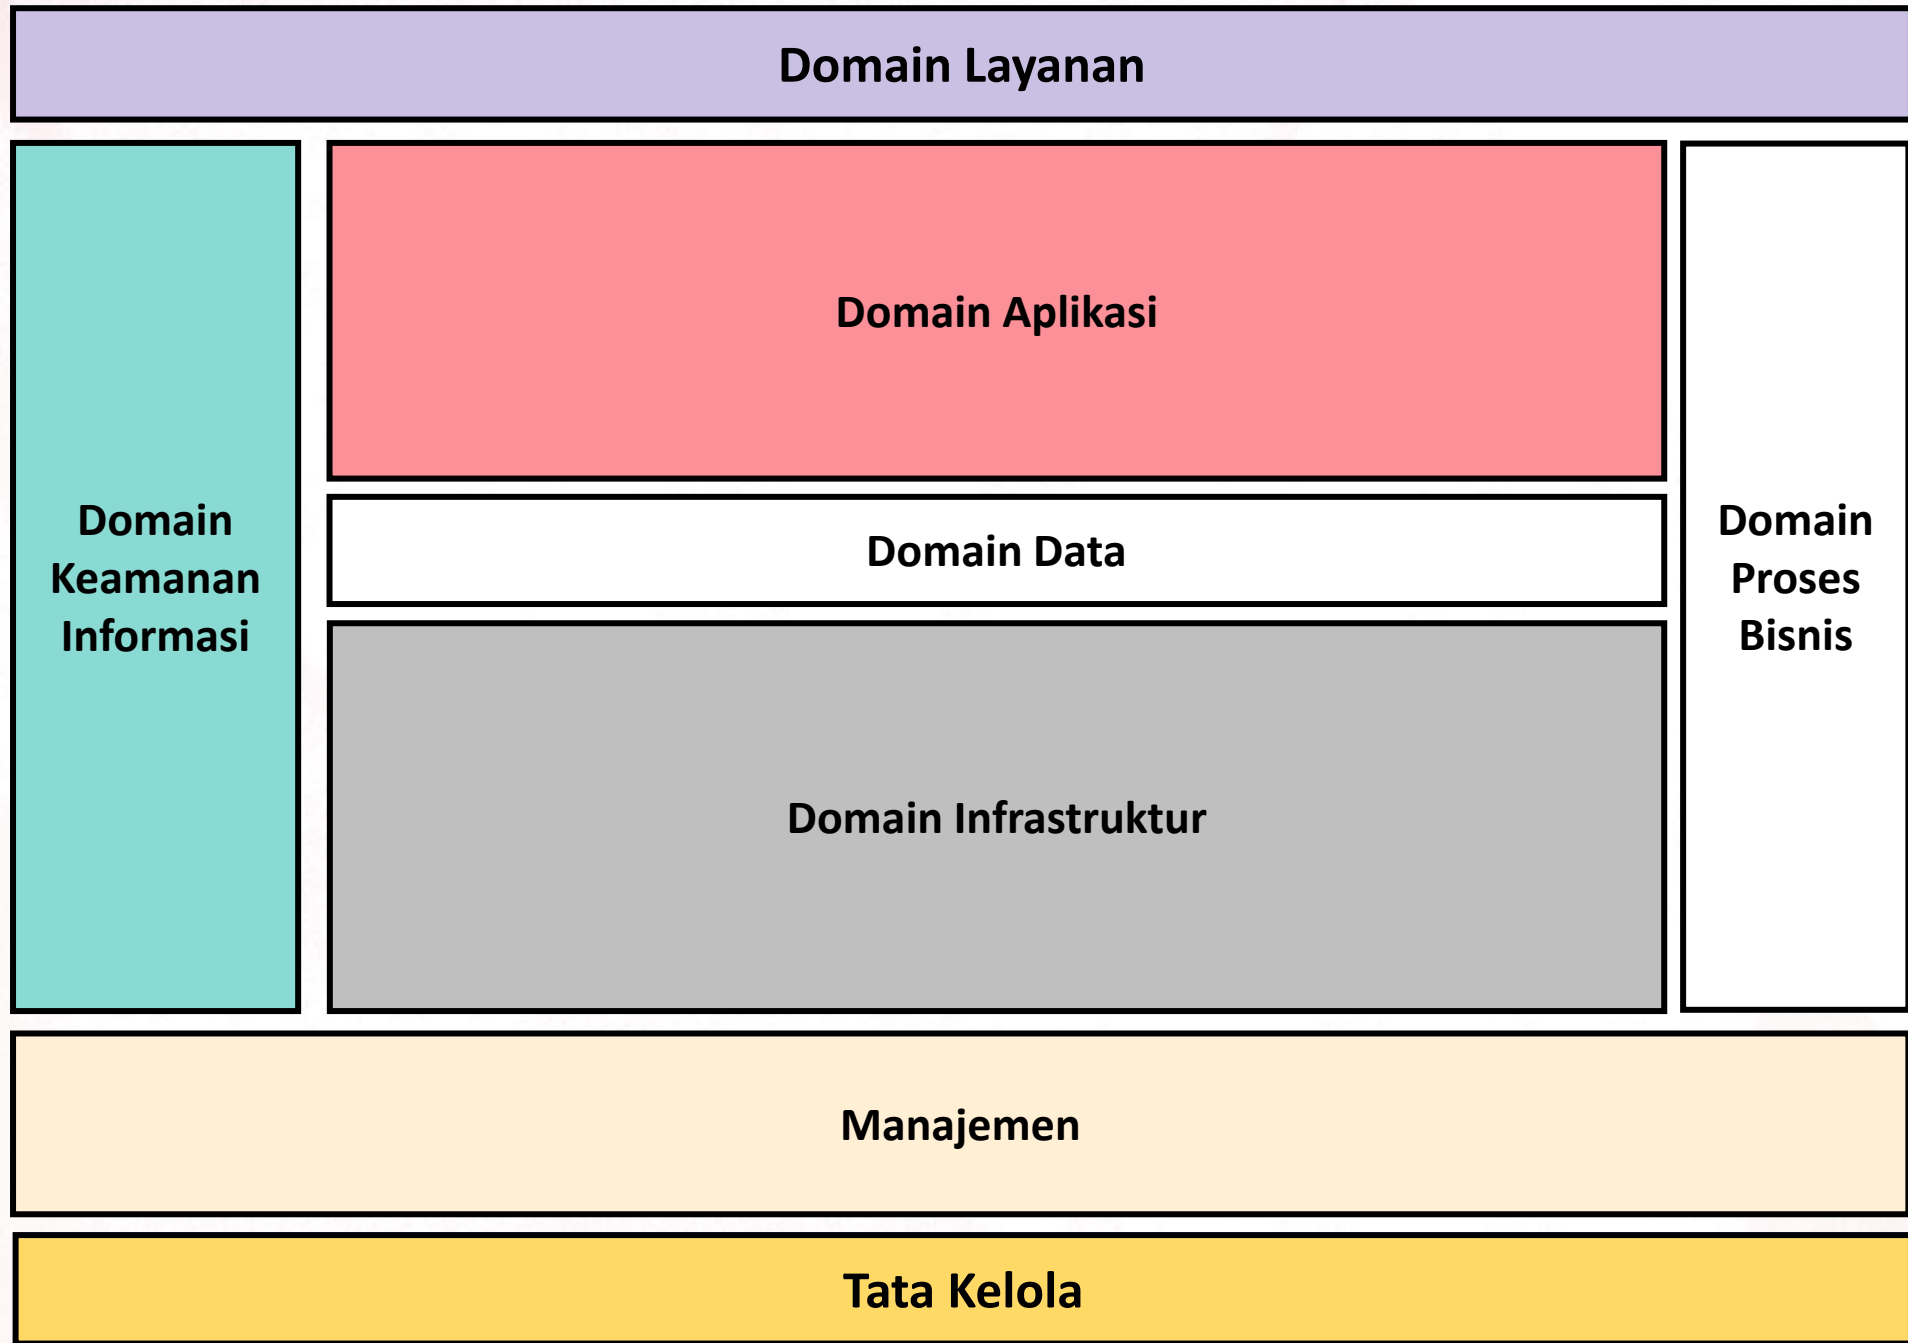 Domain Layanan
Domain Aplikasi
Domain
Keamanan
Informasi
Domain Data
Domain
Proses
Bisnis
Domain Infrastruktur
Manajemen
Tata Kelola